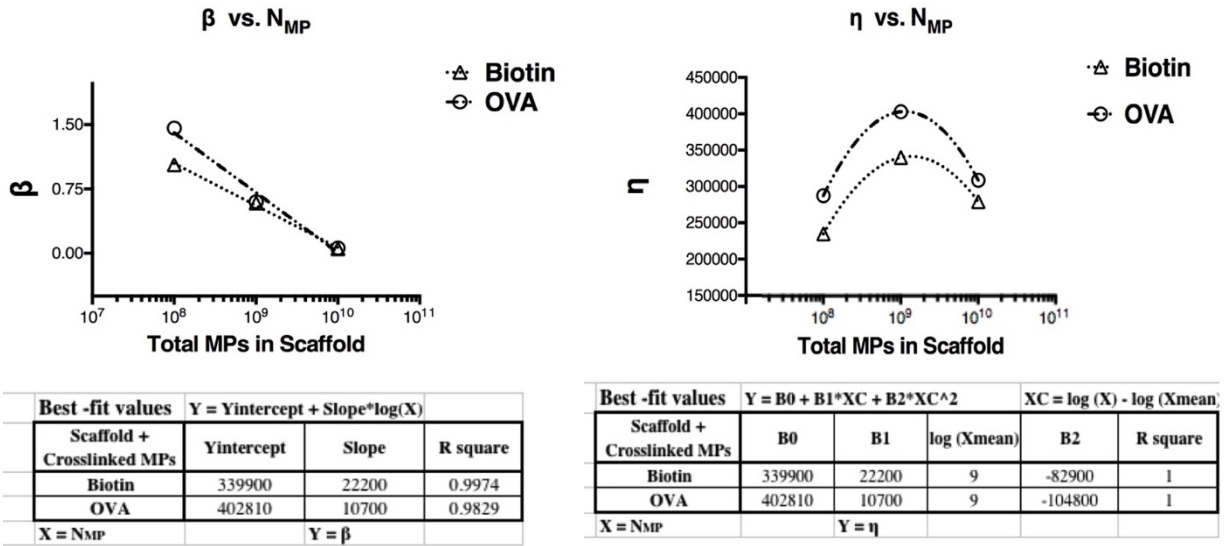 β vs. NMP
Biotin
OVA
β
1.50
0.75
0.00
10^7 10^8 10^9 10^10 10^11
Total MPs in Scaffold
η vs. NMP
Biotin
OVA
η
450000
400000
350000
300000
250000
200000
150000
10^8 10^9 10^10 10^11
Total MPs in Scaffold
Best -fit values Y = Yintercept + Slope*log(X)
Scaffold + Crosslinked MPs Yintercept Slope R square
Biotin 339900 22200 0.9974
OVA 402810 10700 0.9829
X = NMP Y = β
Best -fit values Y = B0 + B1*XC + B2*XC^2 XC = log (X) - log (Xmean)
Scaffold + Crosslinked MPs B0 B1 log (Xmean) B2 R square
Biotin 339900 22200 9 -82900 1
OVA 402810 10700 9 -104800 1
X = NMP Y = η